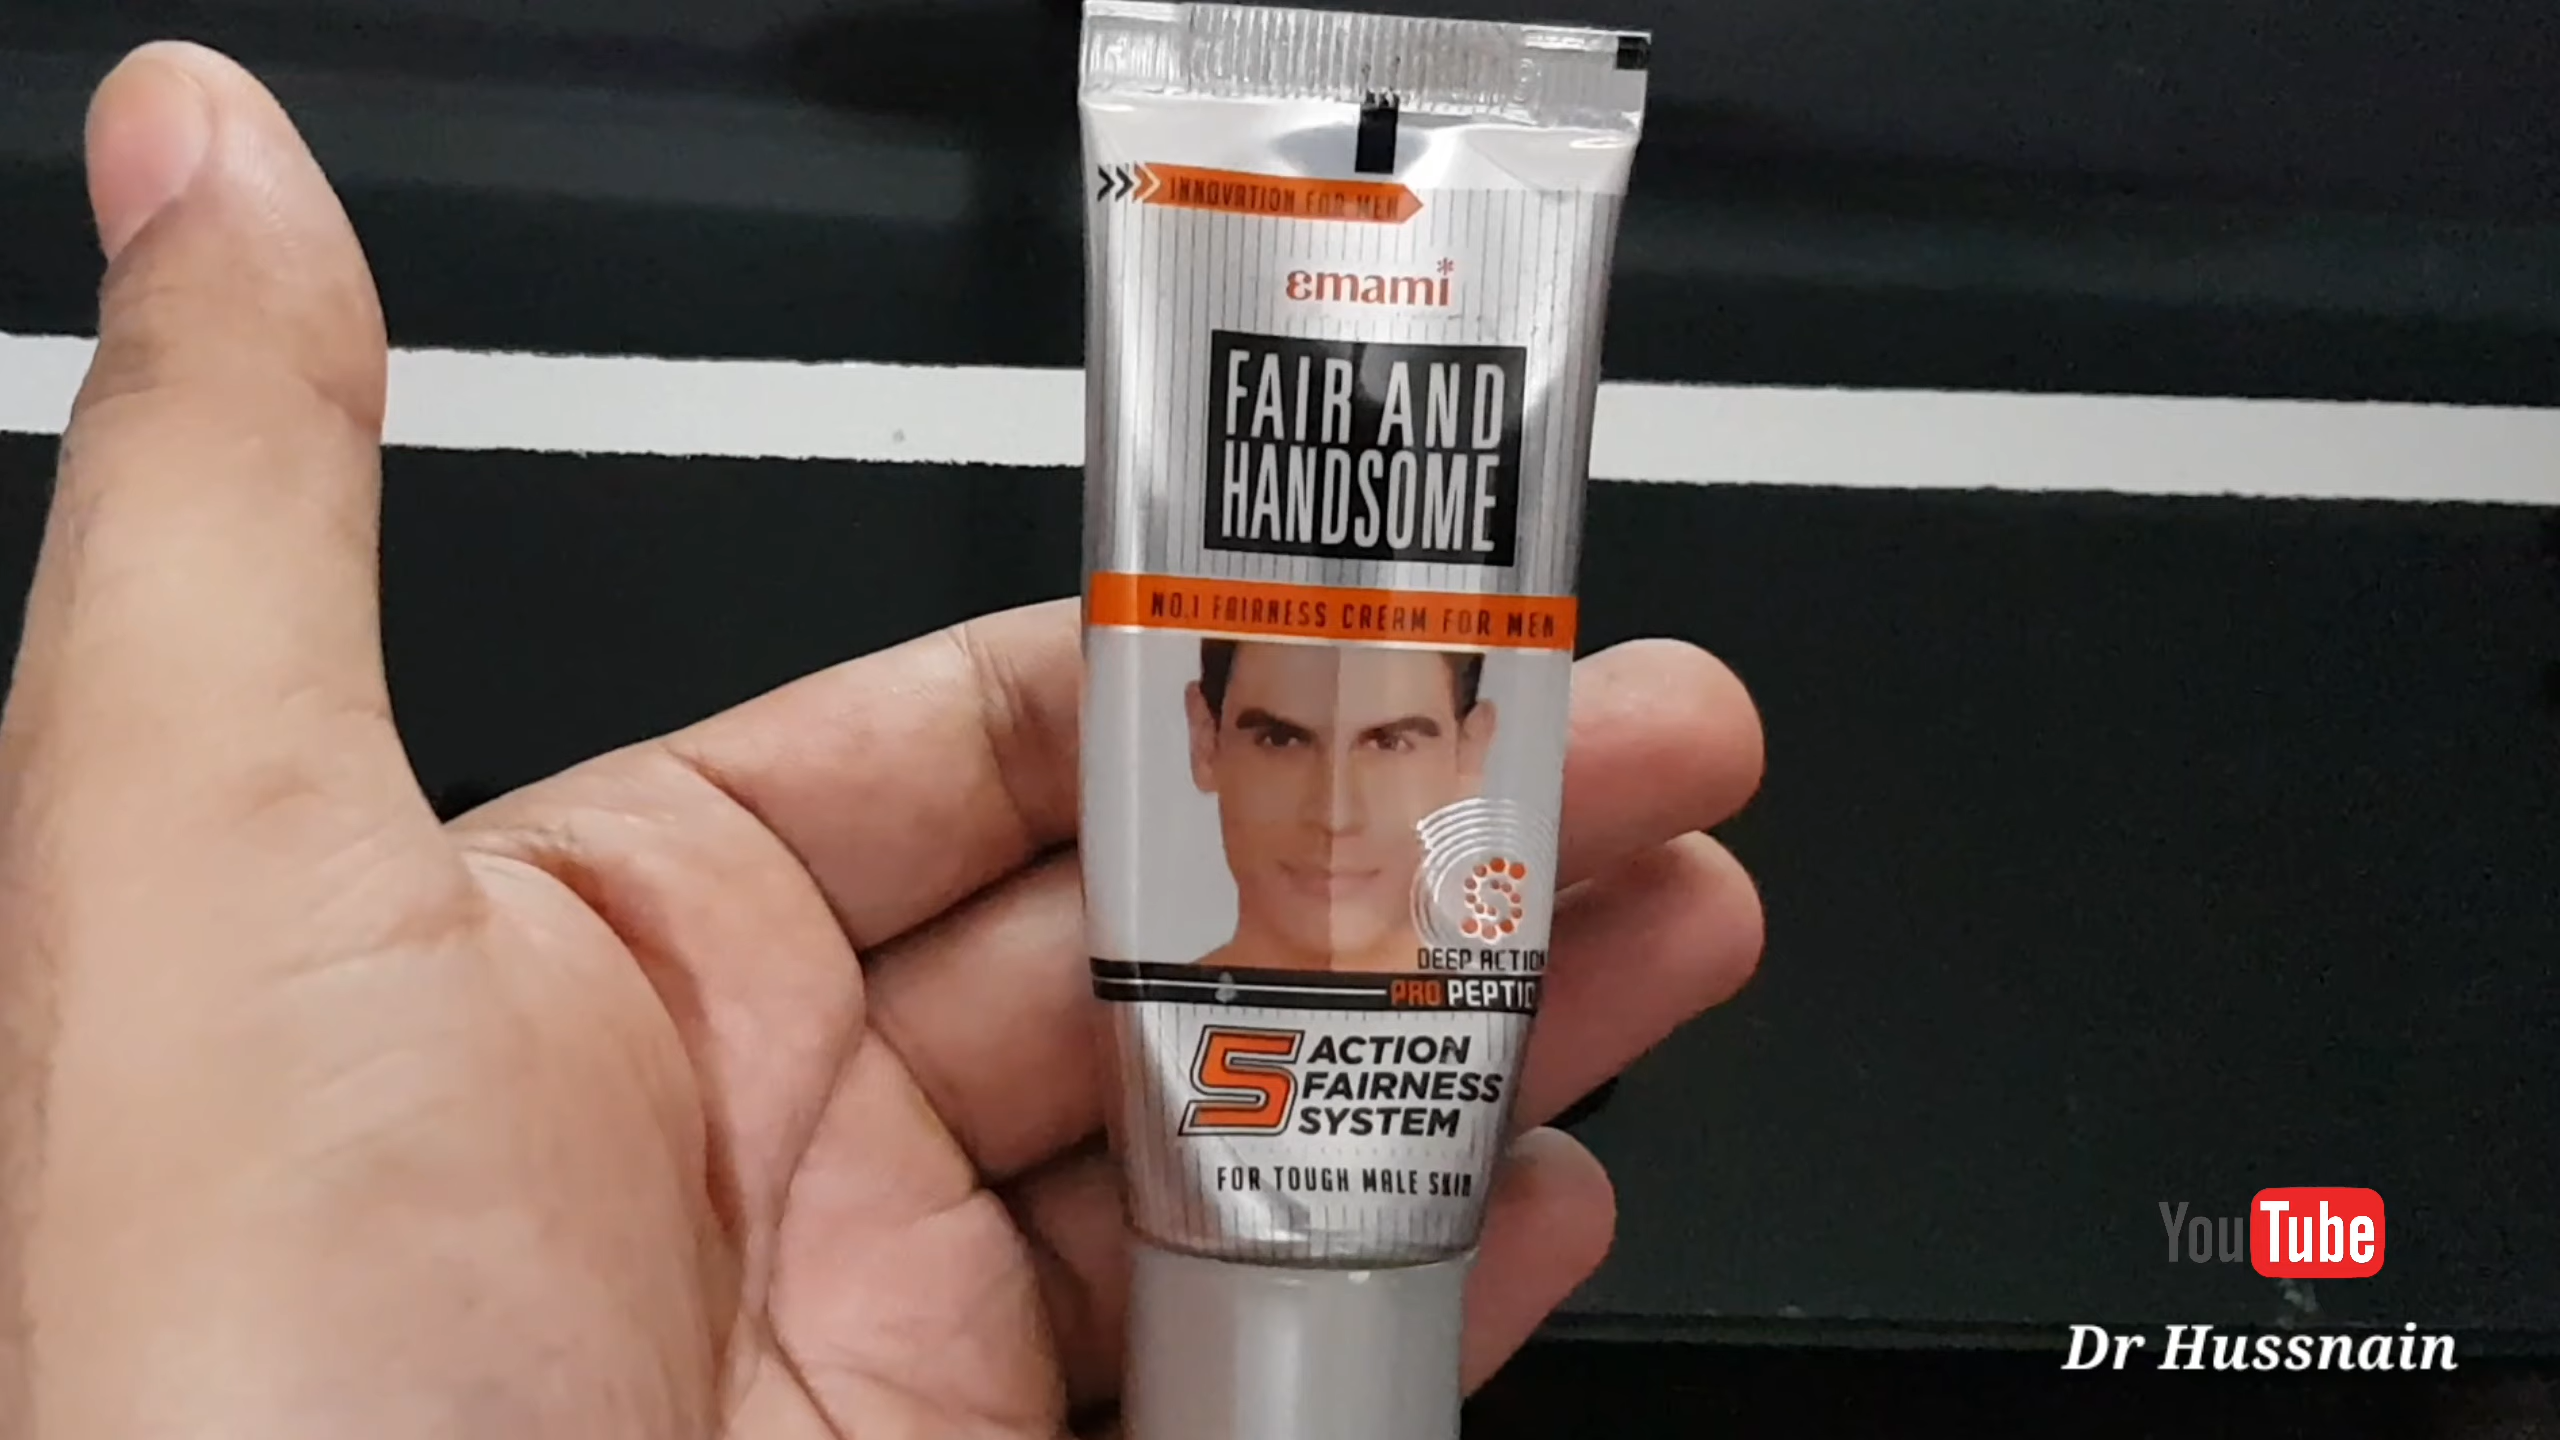 INNOVATION FOR MEN
emami
FAIR AND
HANDSOME
NO.1 FAIRNESS CREAM FOR MEN
S
DEEP ACTION
PRO PEPTID
5 ACTION
FAIRNESS
SYSTEM
FOR TOUGH MALE SKIN
YouTube
Dr Hussnain